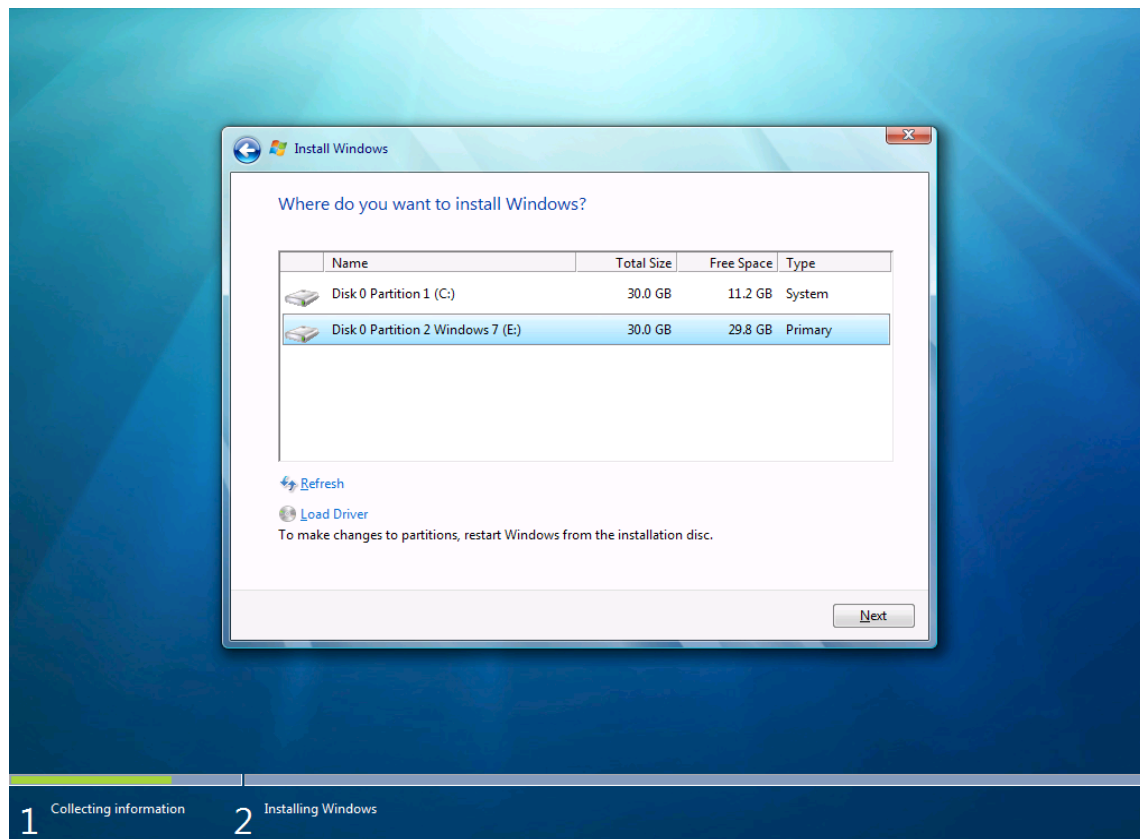 Install Windows
Where do you want to install Windows?
Name Total Size Free Space Type
Disk 0 Partition 1 (C:) 30.0 GB 11.2 GB System
Disk 0 Partition 2 Windows 7 (E:) 30.0 GB 29.8 GB Primary
Refresh
Load Driver
To make changes to partitions, restart Windows from the installation disc.
Next
1 Collecting information 2 Installing Windows